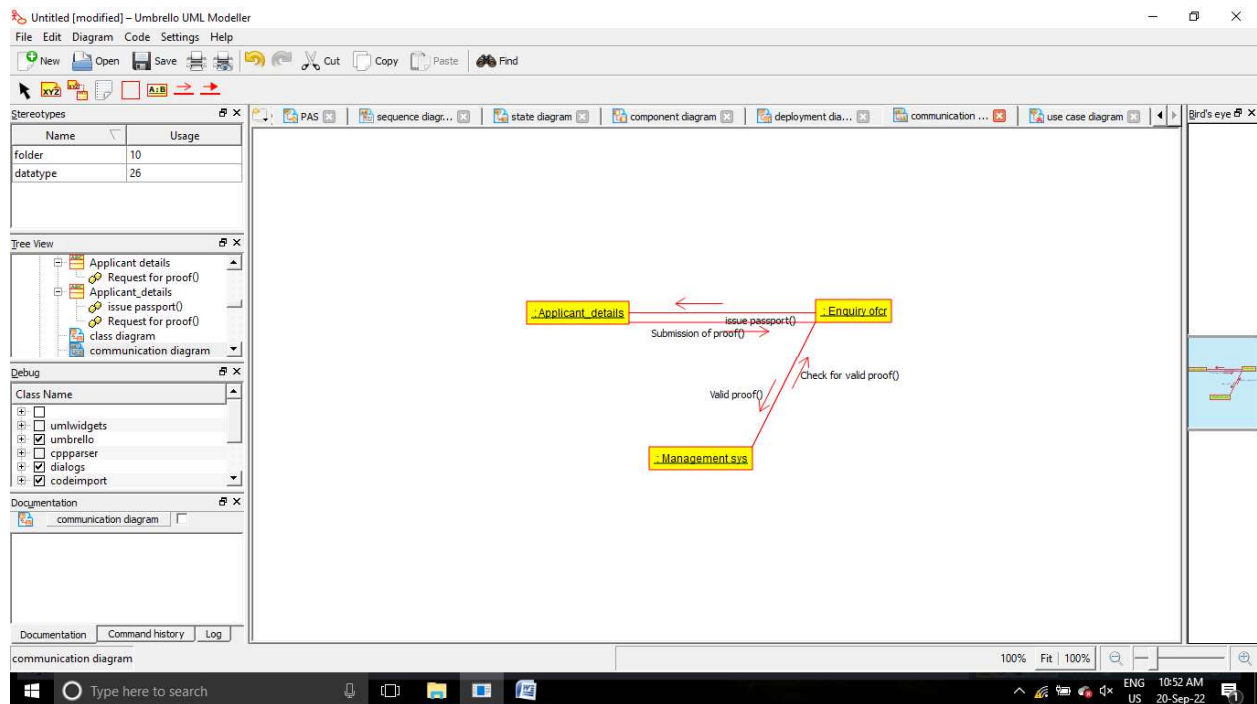 Untitled [modified] – Umbrello UML Modeller
File Edit Diagram Code Settings Help
New Open Save Cut Copy Paste Find
XYZ A:B
Stereotypes
Name Usage
folder 10
datatype 26
Tree View
Applicant details
Request for proof()
Applicant_details
issue passport()
Request for proof()
class diagram
communication diagram
Debug
Class Name
umlwidgets
umbrello
cppparser
dialogs
codeimport
Documentation
communication diagram
Documentation Command history Log
PAS sequence diagr... state diagram component diagram deployment dia... communication ... use case diagram
Bird's eye
: Applicant_details
: Enquiry ofcr
issue passport()
Submission of proof()
Check for valid proof()
Valid proof()
: Management sys
communication diagram
100% Fit 100%
Type here to search
ENG 10:52 AM
US 20-Sep-22
1